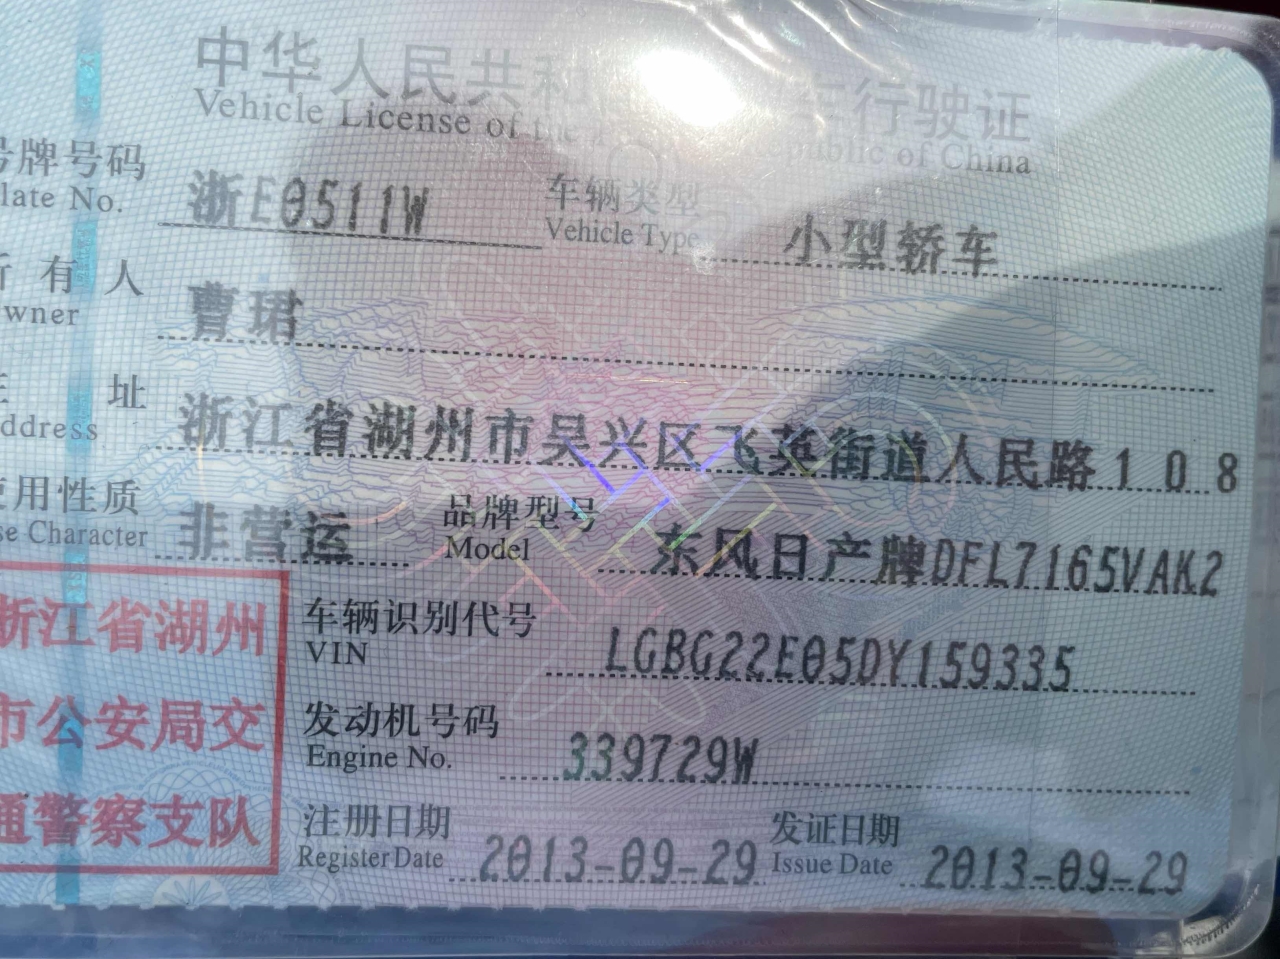 中华人民共和 车行驶证
Vehicle License of the Republic of China
号牌号码 浙E0511W 车辆类型 小型轿车
late No. Vehicle Type
所有人 曹珺
wner
住址 浙江省湖州市吴兴区飞英街道人民路108
ddress
使用性质 非营运 品牌型号 东风日产牌DFL7165VAK2
se Character Model
浙江省湖州
市公安局交
通警察支队
车辆识别代号 LGBG22E05DY159335
VIN
发动机号码 339729W
Engine No.
注册日期 2013-09-29 发证日期 2013-09-29
Register Date Issue Date